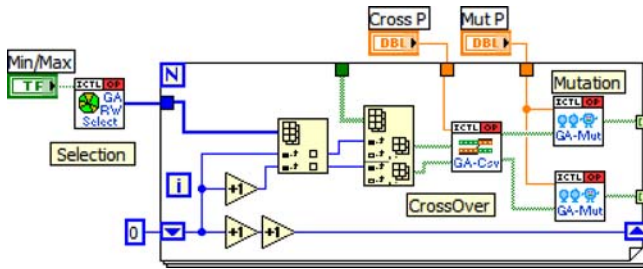 Cross P
Mut P
DBL
DBL
Min/Max
TF
ICTL OP
GA
RW
Select
N
Mutation
ICTL OP
GA-Mut
ICTL OP
GA-Csv
Selection
i
+1
CrossOver
ICTL OP
GA-Mut
0
+1
+1